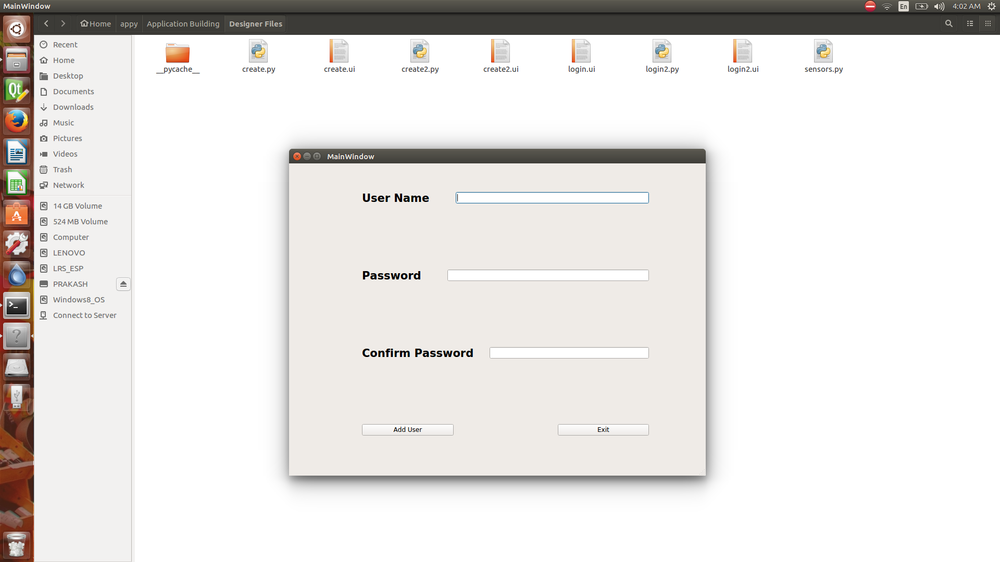 MainWindow
En
4:02 AM
Home
appy
Application Building
Designer Files
Recent
Home
Desktop
Documents
Downloads
Music
Pictures
Videos
Trash
Network
14 GB Volume
524 MB Volume
Computer
LENOVO
LRS_ESP
PRAKASH
Windows8_OS
Connect to Server
__pycache__
create.py
create.ui
create2.py
create2.ui
login.ui
login2.py
login2.ui
sensors.py
Qt
A
>_
?
MainWindow
User Name
Password
Confirm Password
Add User
Exit